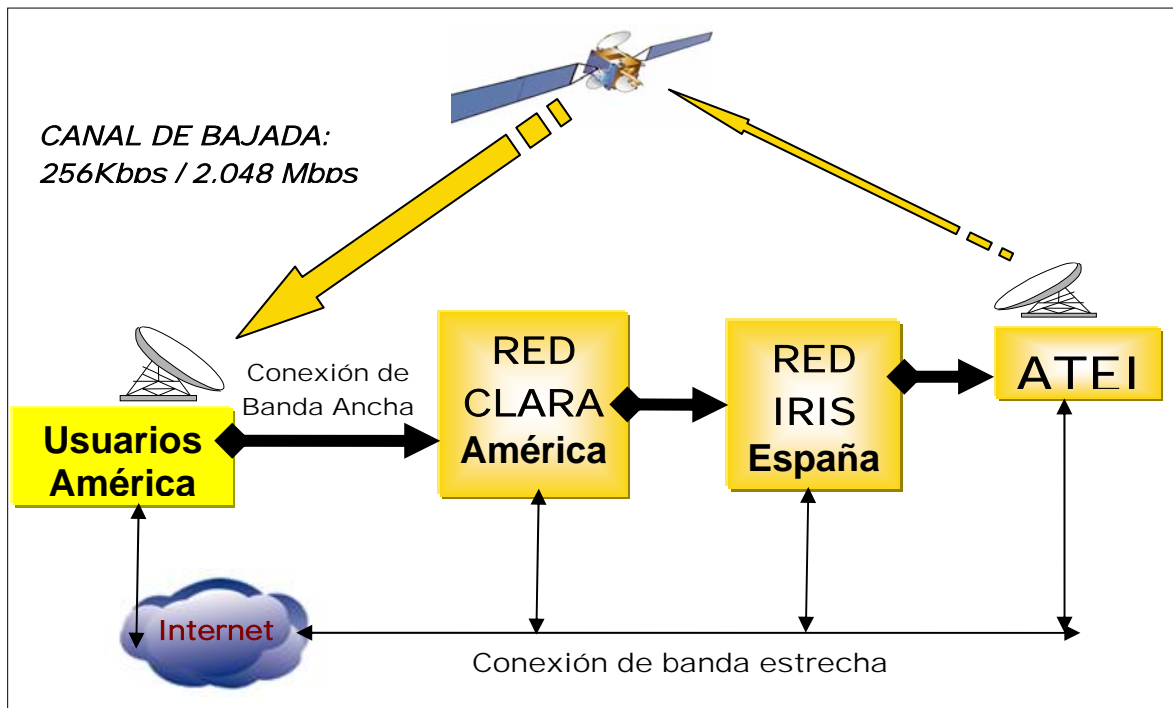 CANAL DE BAJADA:
256Kbps / 2.048 Mbps
Conexión de
Banda Ancha
Usuarios
América
RED
CLARA
América
RED
IRIS
España
ATEI
Internet
Conexión de banda estrecha